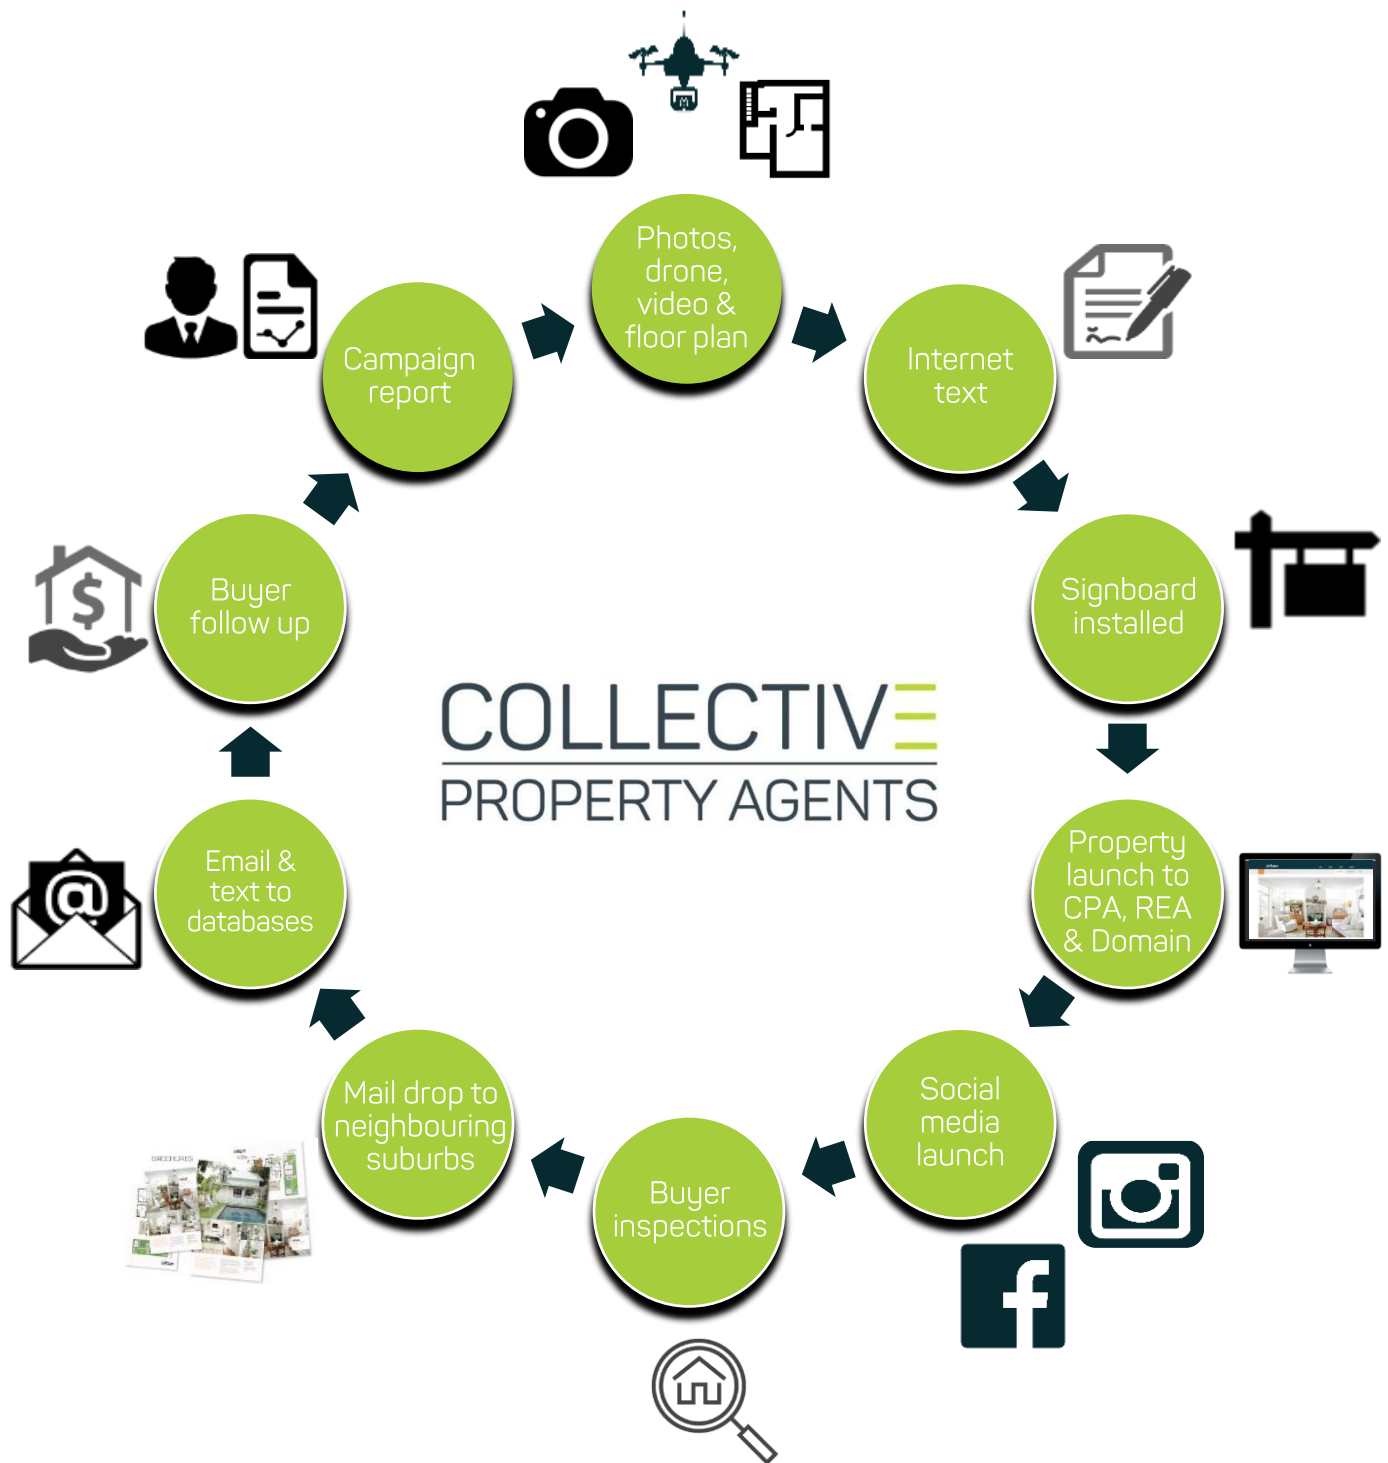 Photos,
drone,
video &
floor plan
Internet
text
Signboard
installed
Property
launch to
CPA, REA
& Domain
Social
media
launch
Buyer
inspections
Mail drop to
neighbouring
suburbs
Email &
text to
databases
Buyer
follow up
Campaign
report
COLLECTIVE
PROPERTY AGENTS
BROCHURES